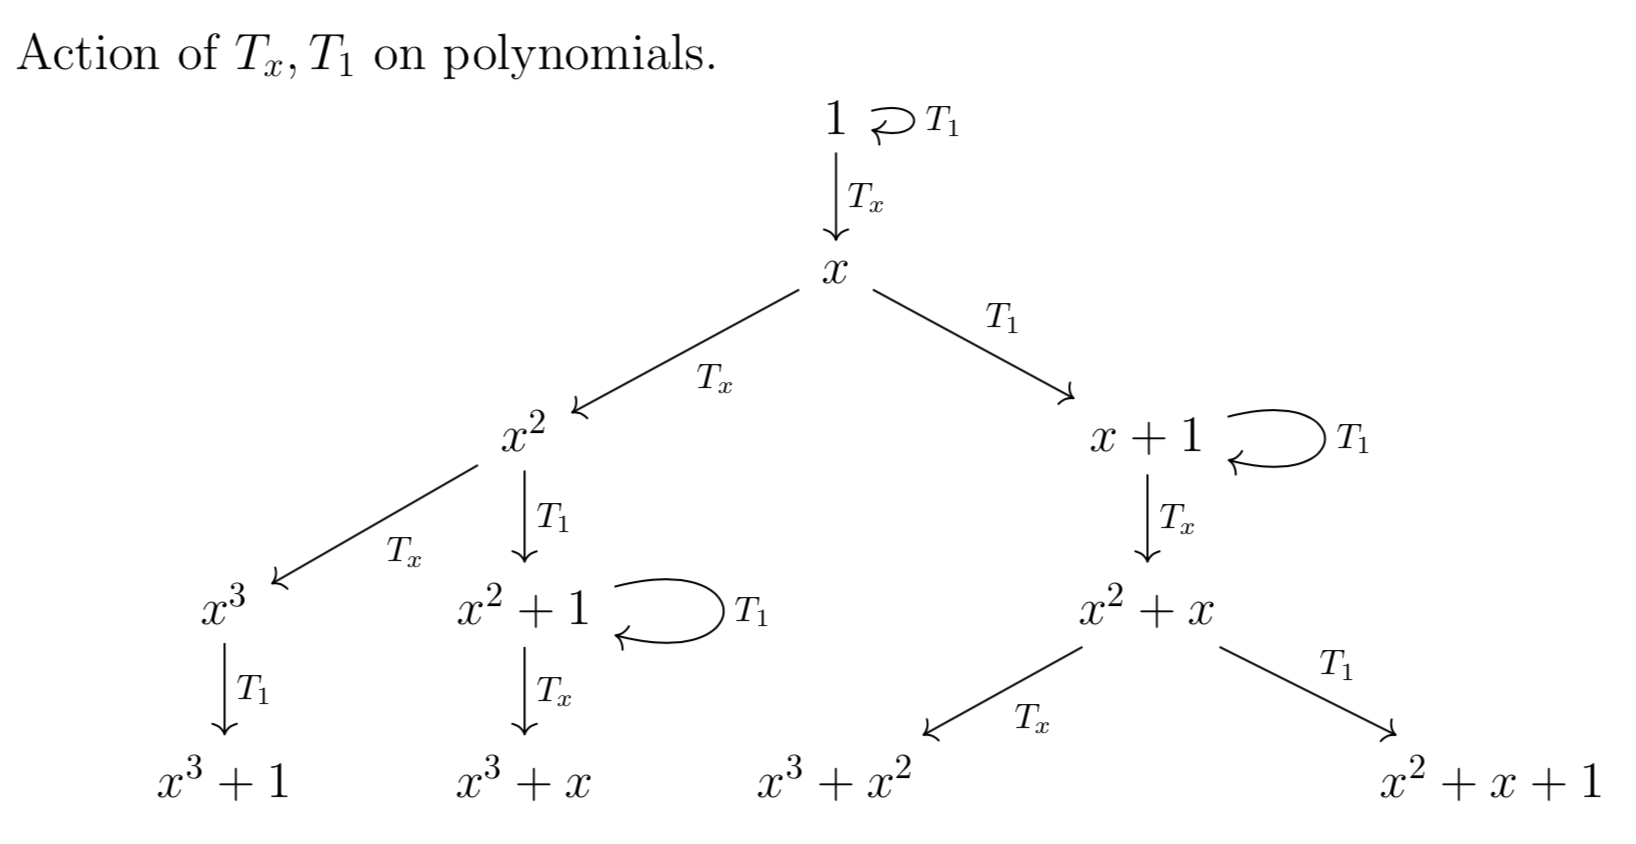 Action of $T_x, T_1$ on polynomials.
$1$ $T_1$
$T_x$
$x$
$T_1$
$T_x$
$x^2$ $x + 1$ $T_1$
$T_x$ $T_1$ $T_x$
$x^3$ $x^2 + 1$ $T_1$ $x^2 + x$
$T_1$ $T_x$ $T_x$ $T_1$
$x^3 + 1$ $x^3 + x$ $x^3 + x^2$ $x^2 + x + 1$